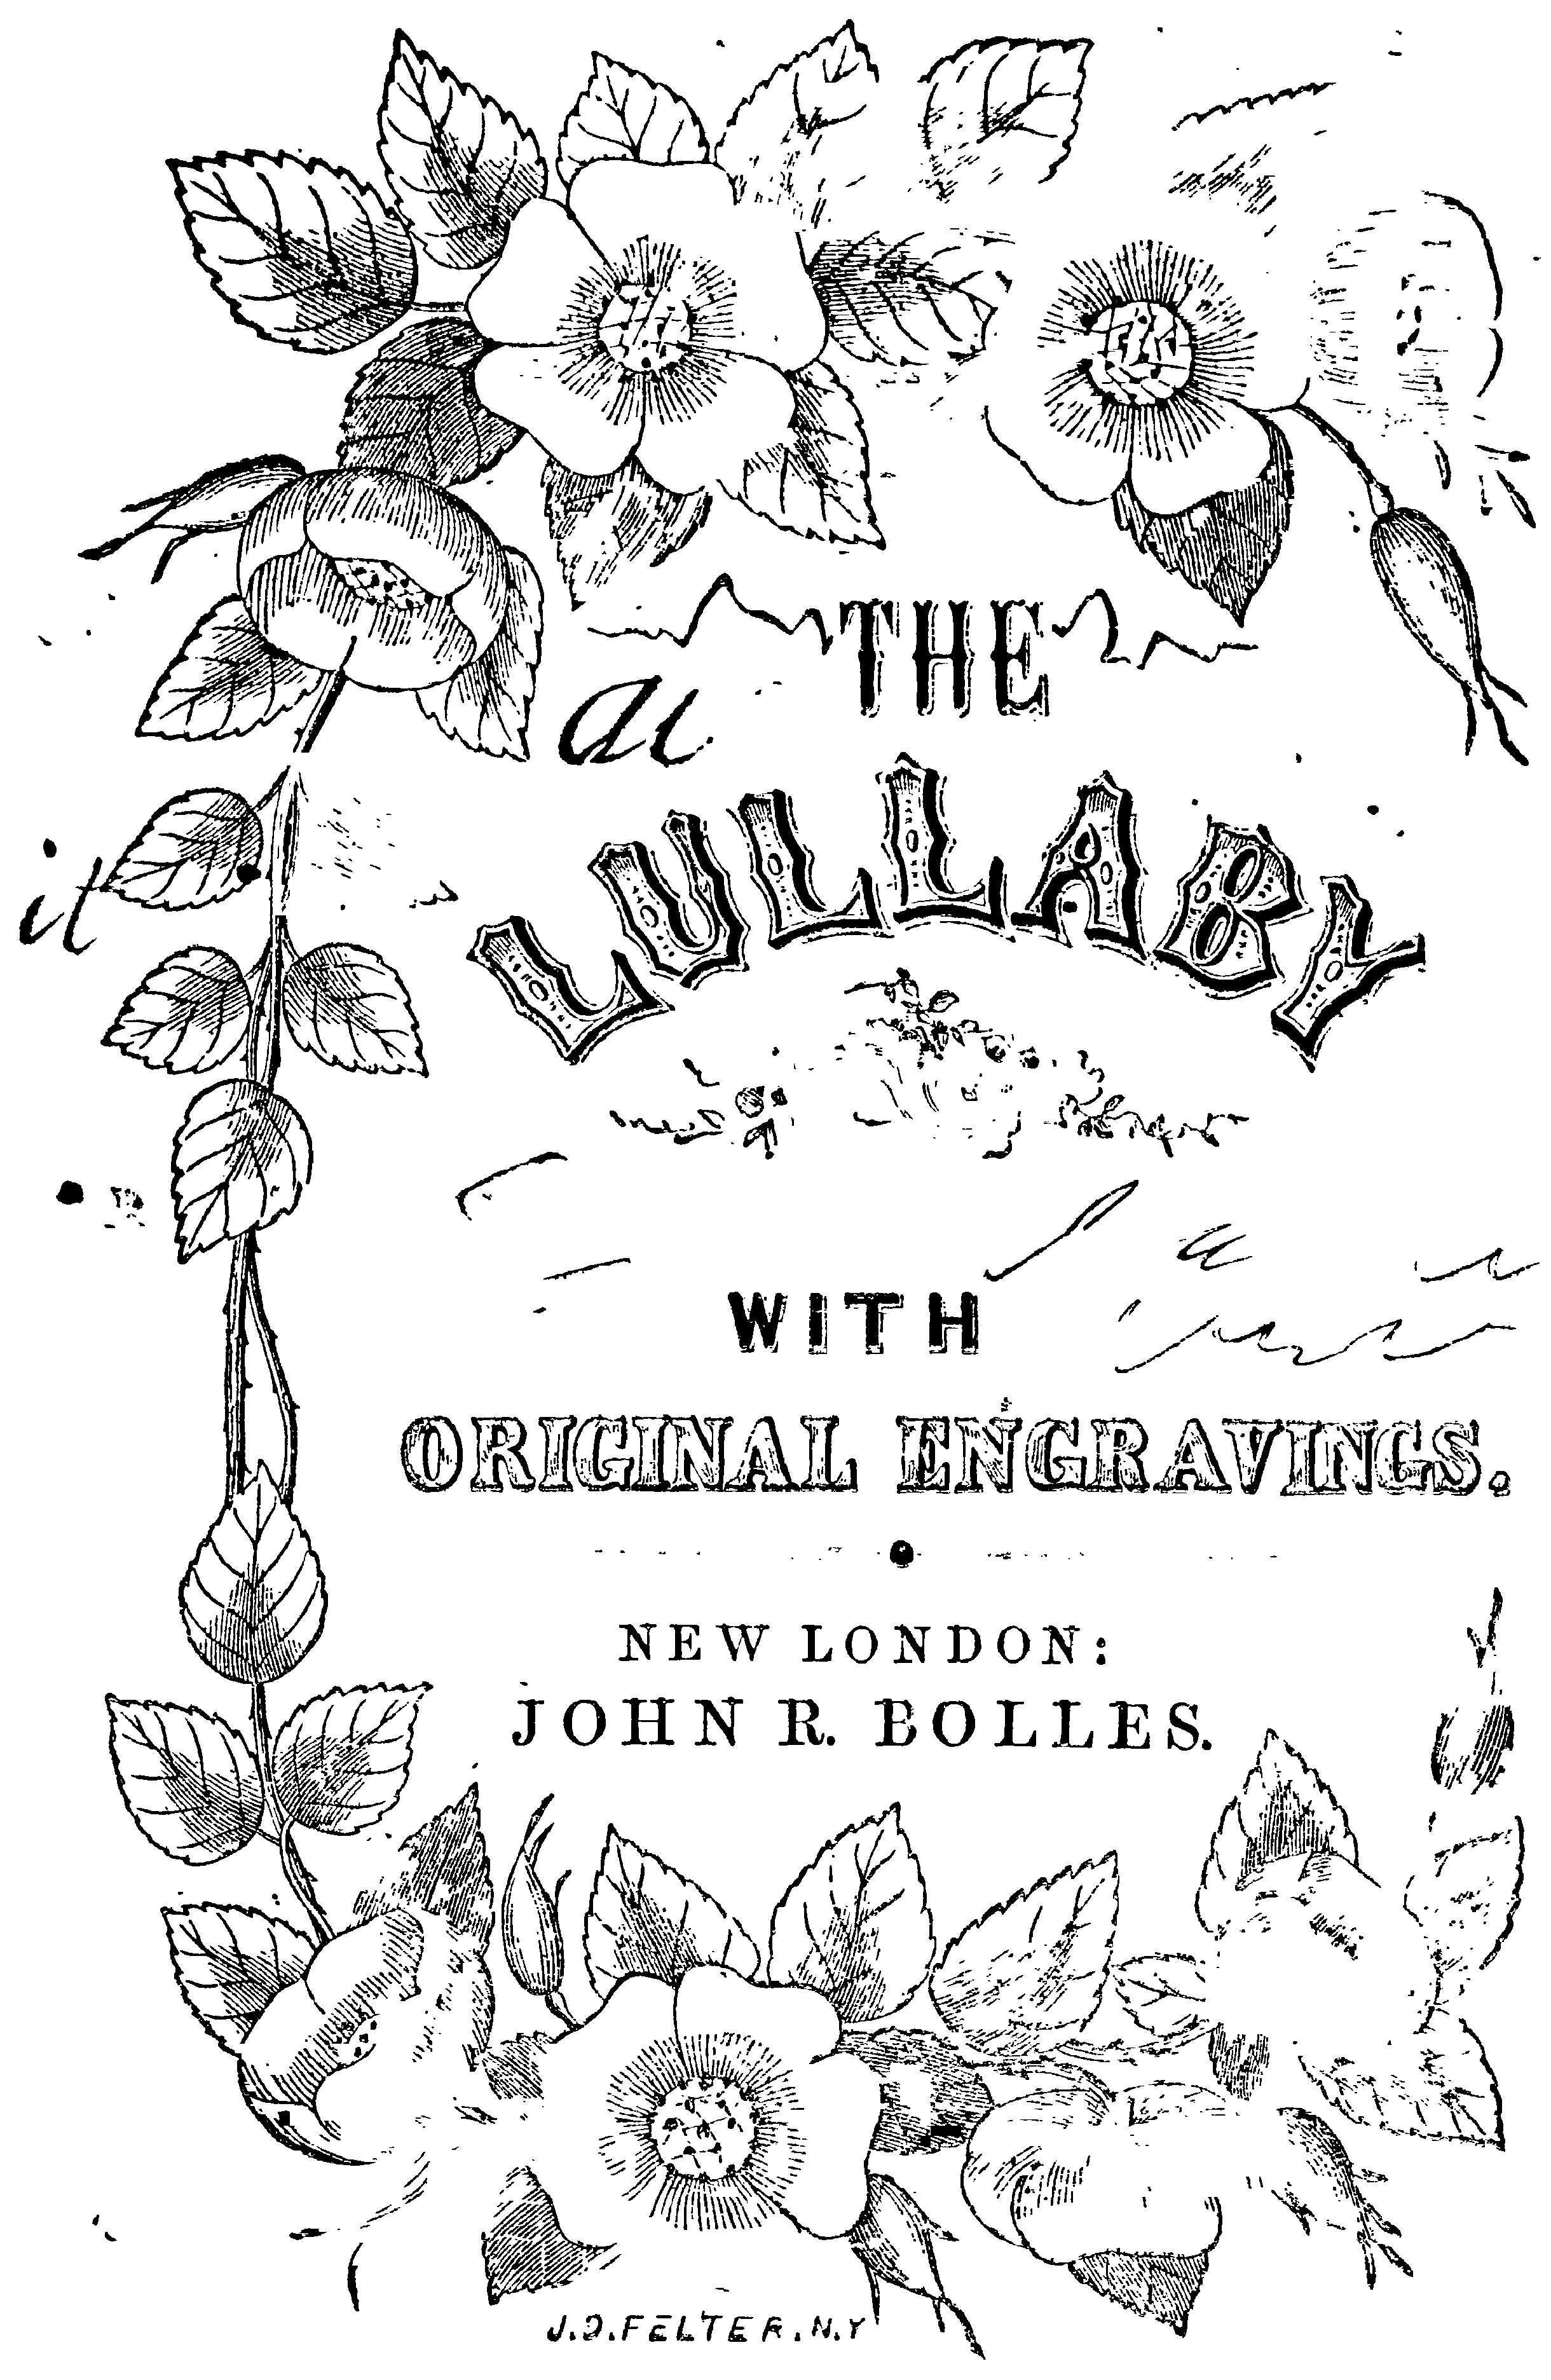 THE
LULLABY
WITH
ORIGINAL ENGRAVINGS.
NEW LONDON:
JOHN R. BOLLES.
J.D.FELTER.N.Y